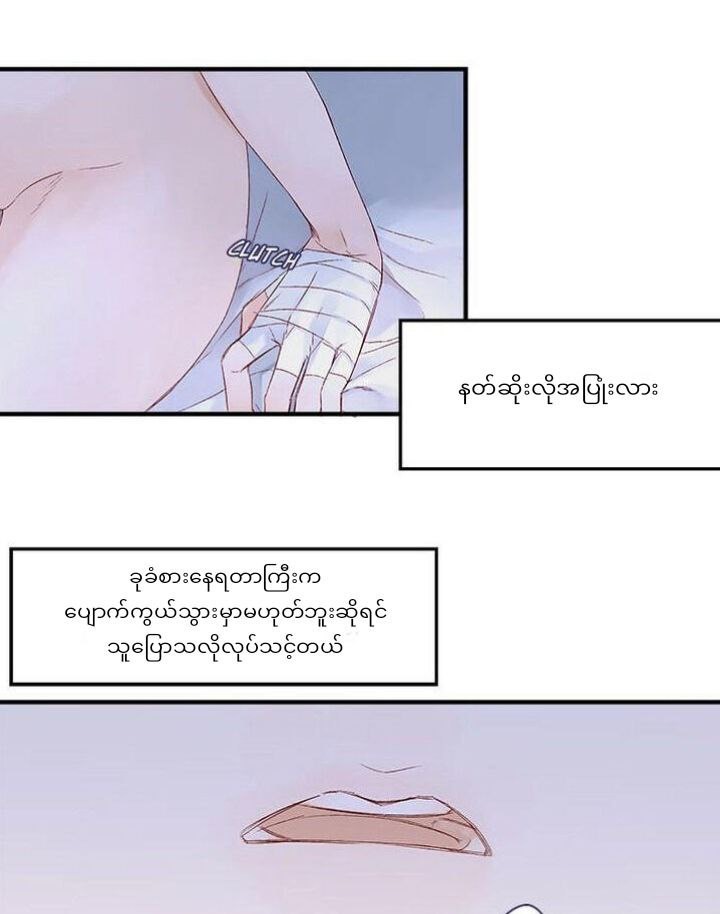 CLUTCH
နတ်ဆိုးလိုအပြုံးလား
ခုခံစားနေရတာကြီးက
ပျောက်ကွယ်သွားမှာမဟုတ်ဘူးဆိုရင်
သူပြောသလိုလုပ်သင့်တယ်